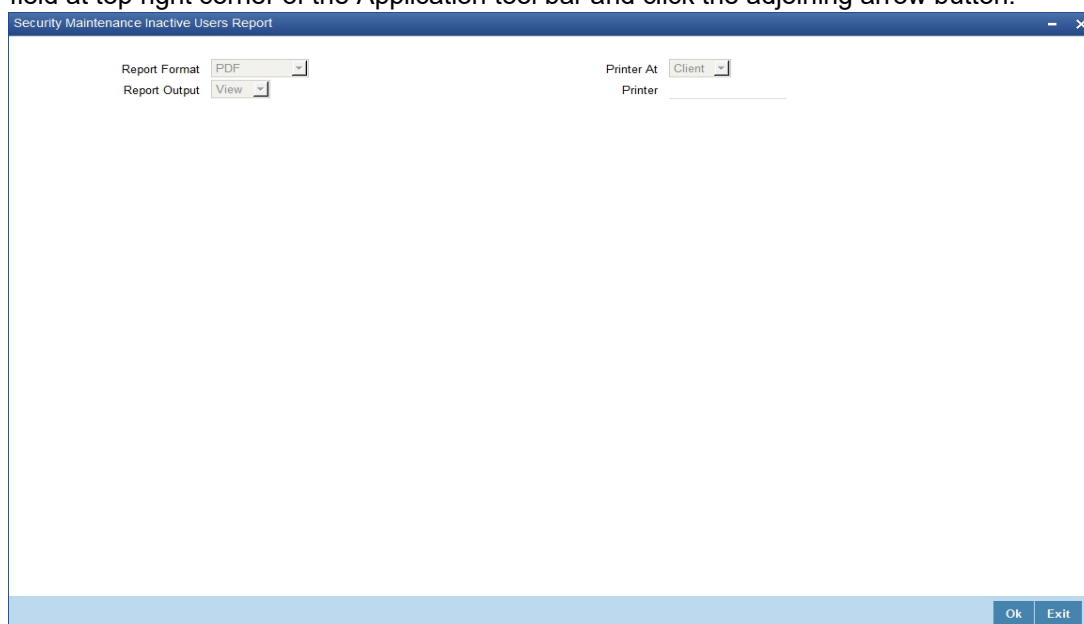 field at top right corner of the Application tool bar and click the adjoining arrow button.
Security Maintenance Inactive Users Report
Report Format PDF Printer At Client
Report Output View Printer
Ok Exit